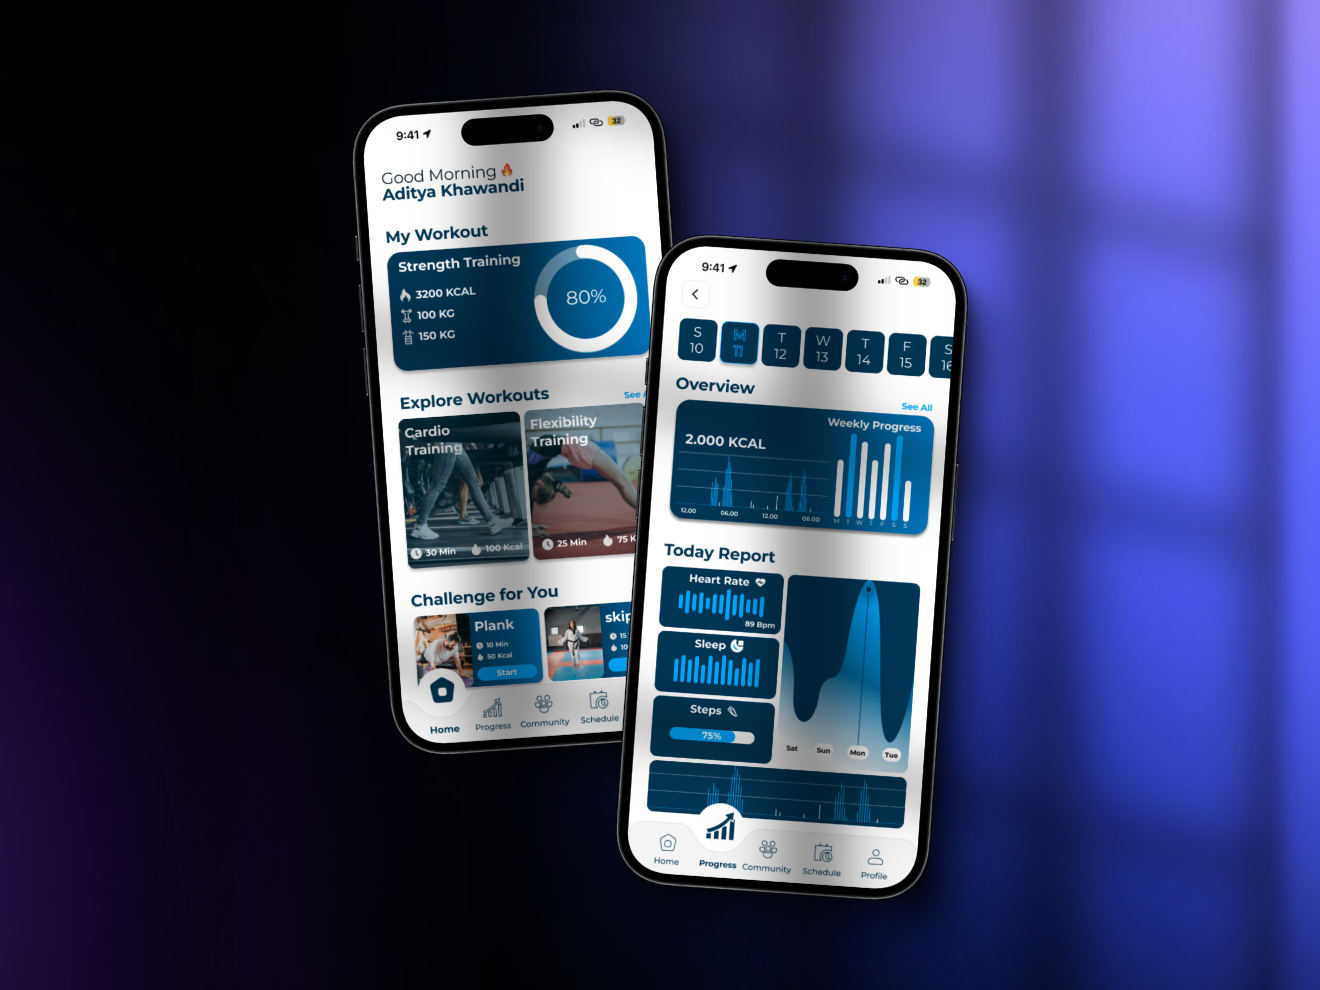 9:41
32
Good Morning 🔥
Aditya Khawandi
My Workout
Strength Training
3200 KCAL
100 KG
150 KG
80%
Explore Workouts
See
Cardio
Training
30 Min
100 Kcal
Flexibility
Training
25 Min
75 K
Challenge for You
Plank
10 Min
50 Kcal
Start
skip
15
10
Home
Progress
Community
Schedule
9:41
32
S
10
M
11
T
12
W
13
T
14
F
15
S
16
Overview
See All
2.000 KCAL
12.00 06.00 12.00 06.00
Weekly Progress
M T W T F S S
Today Report
Heart Rate
89 Bpm
Sleep
Steps
75%
Sat Sun Mon Tue
Home
Progress
Community
Schedule
Profile